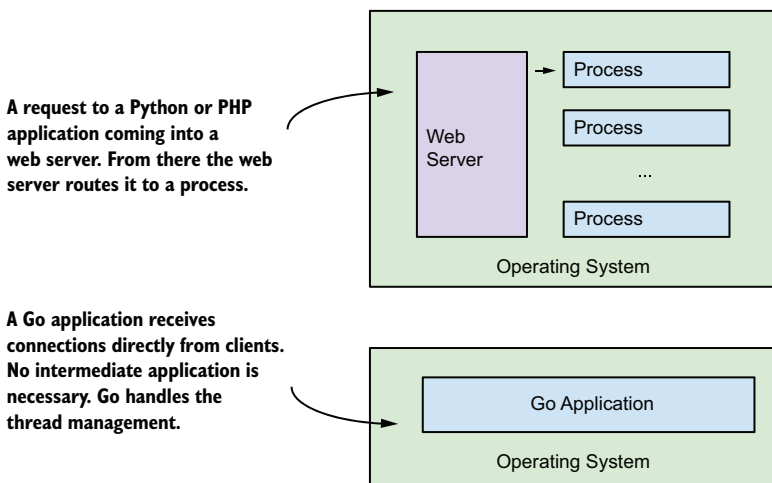 A request to a Python or PHP
application coming into a
web server. From there the web
server routes it to a process.
Web
Server
Process
Process
...
Process
Operating System
A Go application receives
connections directly from clients.
No intermediate application is
necessary. Go handles the
thread management.
Go Application
Operating System